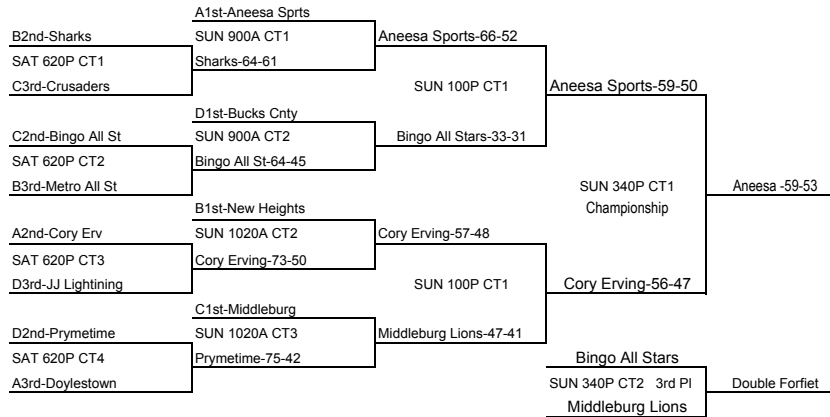 A1st-Aneesa Sprts
B2nd-Sharks
SUN 900A CT1
Aneesa Sports-66-52
SAT 620P CT1
Sharks-64-61
C3rd-Crusaders
SUN 100P CT1
Aneesa Sports-59-50
D1st-Bucks Cnty
C2nd-Bingo All St
SUN 900A CT2
Bingo All Stars-33-31
SAT 620P CT2
Bingo All St-64-45
B3rd-Metro All St
SUN 340P CT1
Aneesa -59-53
Championship
B1st-New Heights
A2nd-Cory Erv
SUN 1020A CT2
Cory Erving-57-48
SAT 620P CT3
Cory Erving-73-50
D3rd-JJ Lightining
SUN 100P CT1
Cory Erving-56-47
C1st-Middleburg
D2nd-Prymetime
SUN 1020A CT3
Middleburg Lions-47-41
SAT 620P CT4
Prymetime-75-42
Bingo All Stars
A3rd-Doylestown
SUN 340P CT2 3rd Pl
Double Forfiet
Middleburg Lions